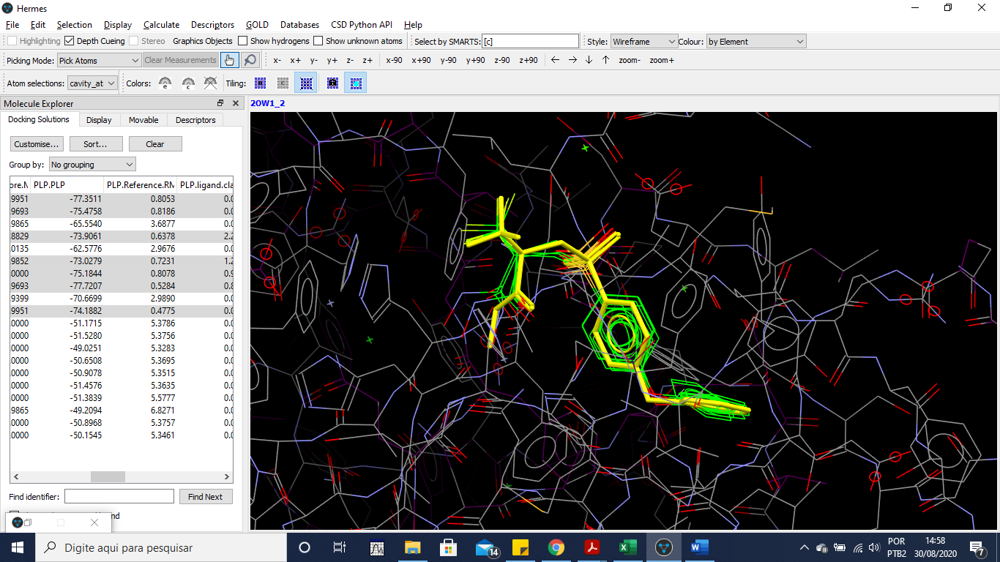 Hermes
File Edit Selection Display Calculate Descriptors GOLD Databases CSD Python API Help
Highlighting Depth Cueing Stereo Graphics Objects Show hydrogens Show unknown atoms Select by SMARTS: [c] Style: Wireframe Colour: by Element
Picking Mode: Pick Atoms Clear Measurements x- x+ y- y+ z- z+ x-90 x+90 y-90 y+90 z-90 z+90 zoom- zoom+
Atom selections: cavity_at Colors: e c Tiling:
Molecule Explorer
2OW1_2
Docking Solutions Display Movable Descriptors
Customise... Sort... Clear
Group by: No grouping
ore.M PLP.PLP PLP.Reference.RM PLP.ligand.cla
9951 -77.3511 0.8053 0.0
9693 -75.4758 0.8186 0.0
9865 -65.5540 3.6877 0.0
.8829 -73.9061 0.6378 2.2
.0135 -62.5776 2.9676 0.0
.9852 -73.0279 0.7231 1.2
.0000 -75.1844 0.8078 0.9
.9693 -77.7207 0.5284 0.8
.9399 -70.6699 2.9890 0.0
.9951 -74.1882 0.4775 0.0
.0000 -51.1715 5.3786 0.0
.0000 -51.5280 5.3756 0.0
.0000 -49.0251 5.3283 0.0
.0000 -50.6508 5.3695 0.0
.0000 -50.9078 5.3515 0.0
.0000 -51.4576 5.3635 0.0
.0000 -51.3839 5.5777 0.0
.9865 -49.2094 6.8271 0.0
.0000 -50.8968 5.3757 0.0
.0000 -50.1545 5.3461 0.0
Find identifier: Find Next
nd
Digite aqui para pesquisar
14
POR
PTB2
14:58
30/08/2020
7